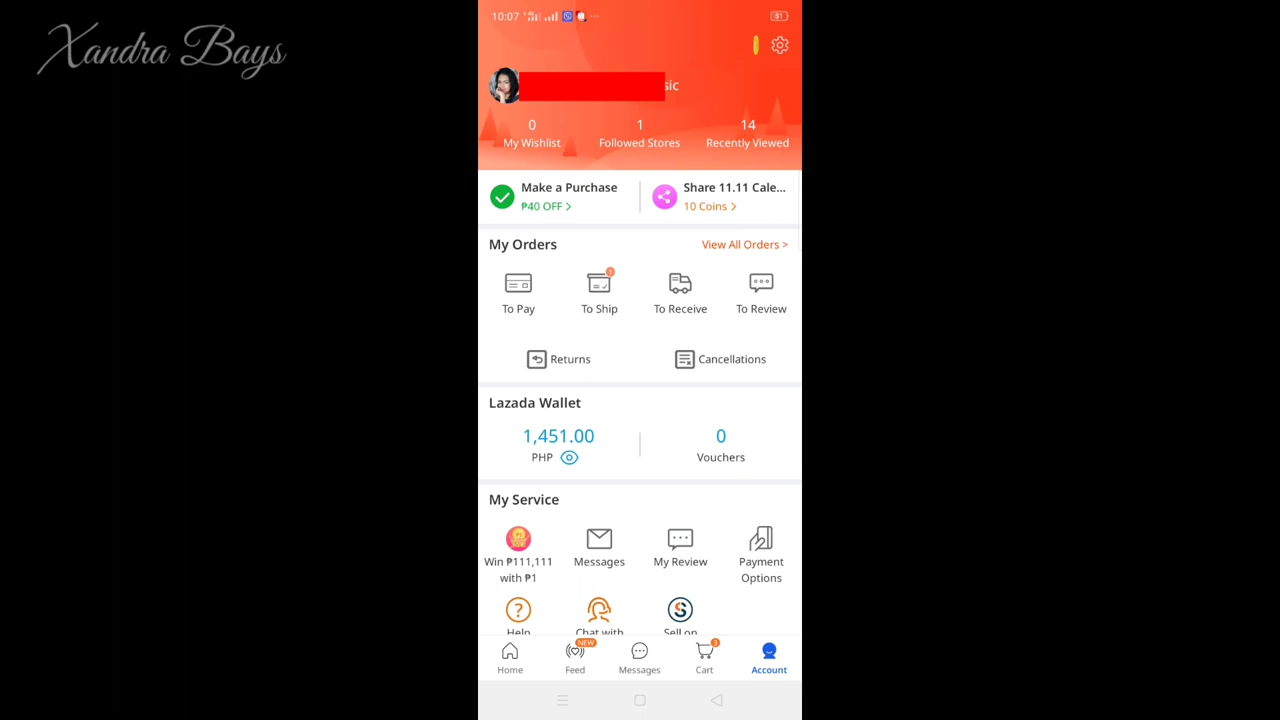 Xandra Bays
10:07
81
sic
0 1 14
My Wishlist Followed Stores Recently Viewed
Make a Purchase Share 11.11 Cale...
₱40 OFF > 10 Coins >
My Orders View All Orders >
1
To Pay To Ship To Receive To Review
Returns Cancellations
Lazada Wallet
1,451.00 0
PHP Vouchers
My Service
Win ₱111,111 Messages My Review Payment
with ₱1 Options
Help Chat with Sell on
NEW 3
Home Feed Messages Cart Account